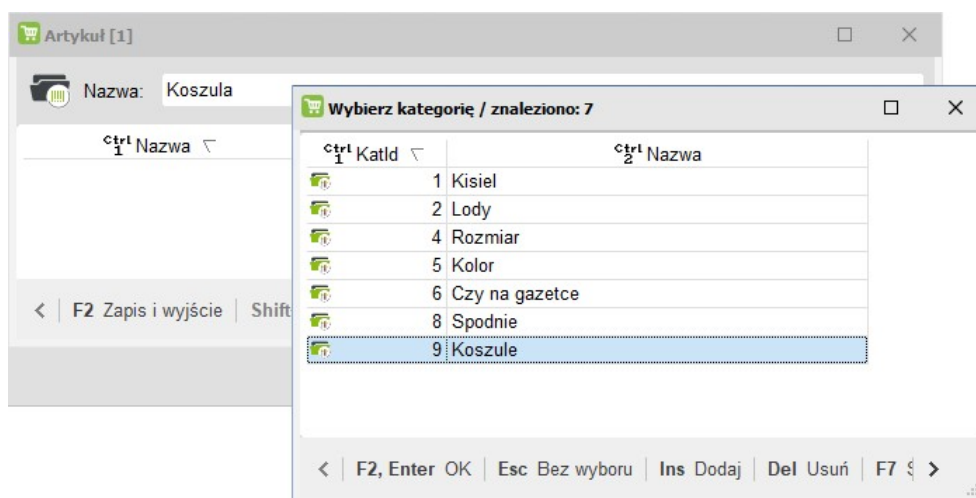 Artykuł [1]
Nazwa: Koszula
Ctrl 1 Nazwa
F2 Zapis i wyjście Shift
Wybierz kategorię / znaleziono: 7
Ctrl 1 KatId Ctrl 2 Nazwa
1 Kisiel
2 Lody
4 Rozmiar
5 Kolor
6 Czy na gazetce
8 Spodnie
9 Koszule
F2, Enter OK Esc Bez wyboru Ins Dodaj Del Usuń F7